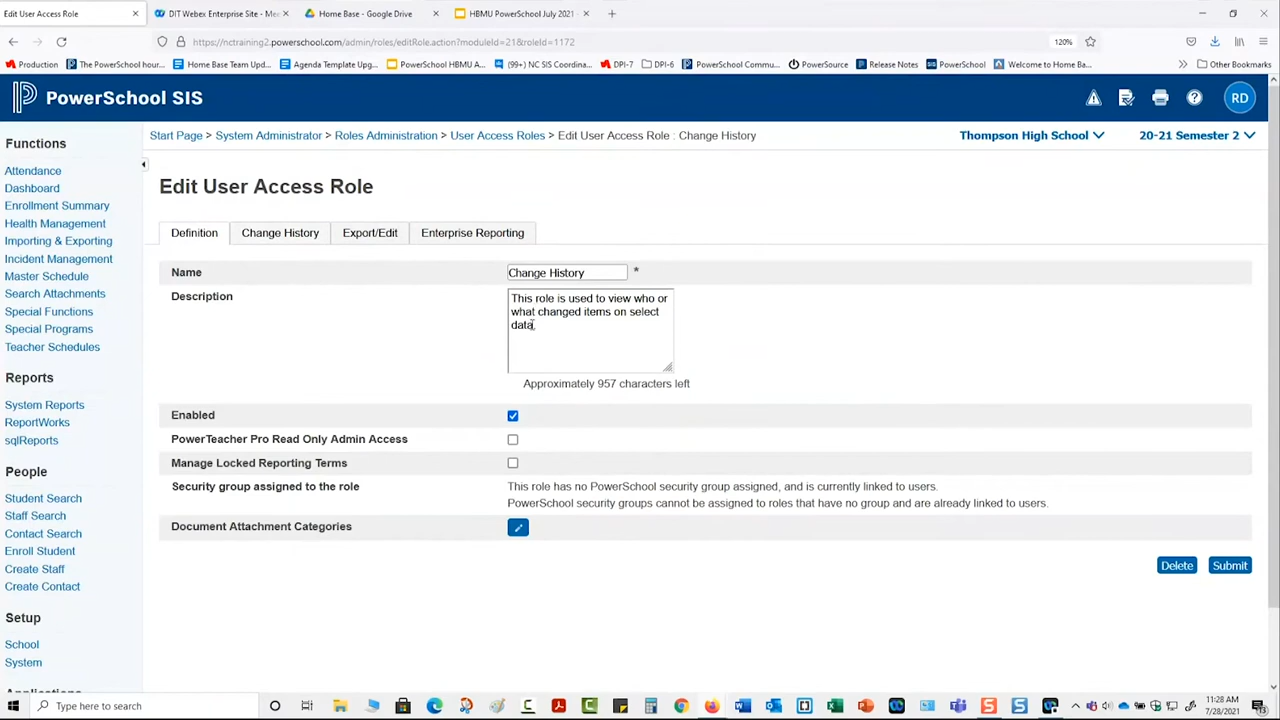 Edit User Access Role
DIT Webex Enterprise Site - Me
Home Base - Google Drive
HBMU PowerSchool July 2021
https://nctraining2.powerschool.com/admin/roles/editRole.action?moduleId=21&roleId=1172
120%
Production
The PowerSchool hour...
Home Base Team Upd...
Agenda Template Upg...
PowerSchool HBMU A...
(99+) NC SIS Coordina...
DPI-7
DPI-6
PowerSchool Commu...
PowerSource
Release Notes
PowerSchool
Welcome to Home Ba...
Other Bookmarks
PowerSchool SIS
RD
Start Page > System Administrator > Roles Administration > User Access Roles > Edit User Access Role : Change History
Thompson High School
20-21 Semester 2
Functions
Attendance
Dashboard
Enrollment Summary
Health Management
Importing & Exporting
Incident Management
Master Schedule
Search Attachments
Special Functions
Special Programs
Teacher Schedules
Reports
System Reports
ReportWorks
sqlReports
People
Student Search
Staff Search
Contact Search
Enroll Student
Create Staff
Create Contact
Setup
School
System
Applications
Edit User Access Role
Definition
Change History
Export/Edit
Enterprise Reporting
Name
Change History *
Description
This role is used to view who or
what changed items on select
data.
Approximately 957 characters left
Enabled
PowerTeacher Pro Read Only Admin Access
Manage Locked Reporting Terms
Security group assigned to the role
This role has no PowerSchool security group assigned, and is currently linked to users.
PowerSchool security groups cannot be assigned to roles that have no group and are already linked to users.
Document Attachment Categories
Delete
Submit
Type here to search
11:28 AM
7/28/2021